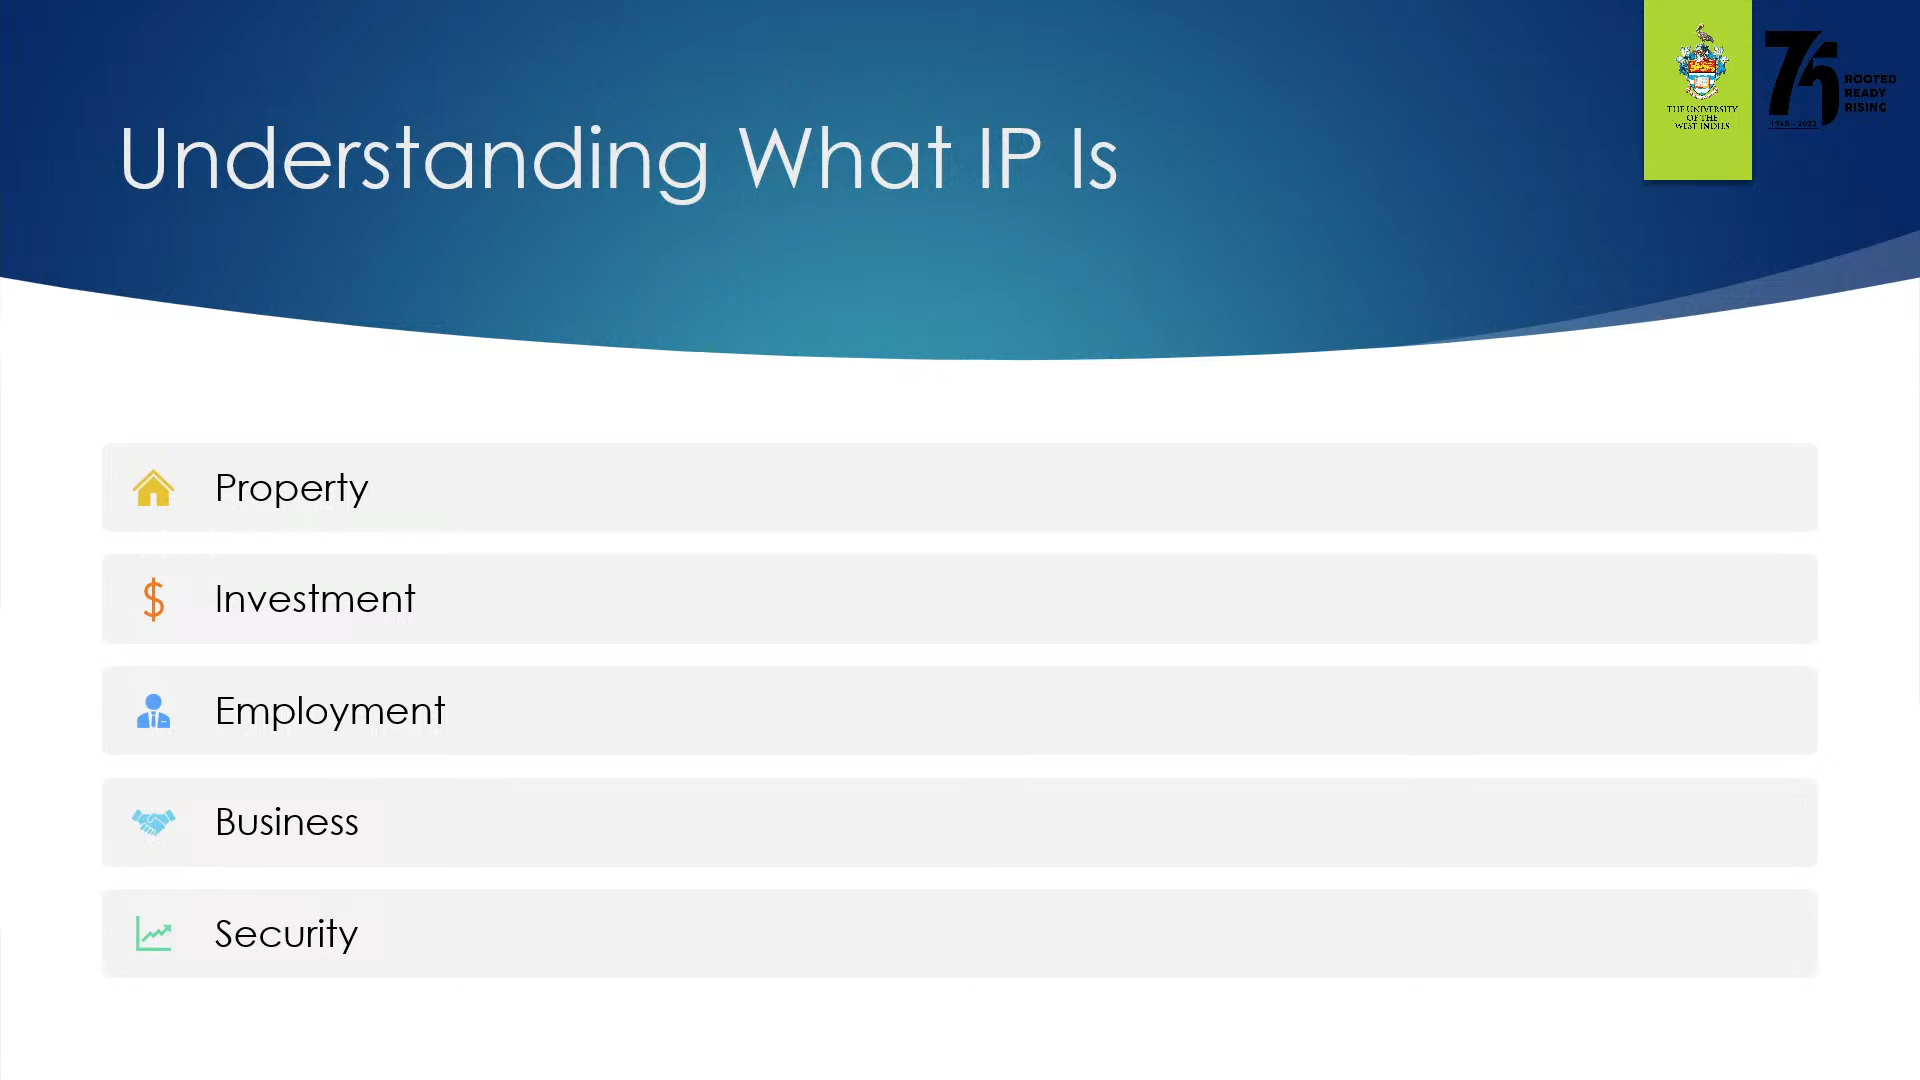 Understanding What IP Is
THE UNIVERSITY
OF THE
WEST INDIES
75
ROOTED
READY
RISING
Property
$
Investment
Employment
Business
Security